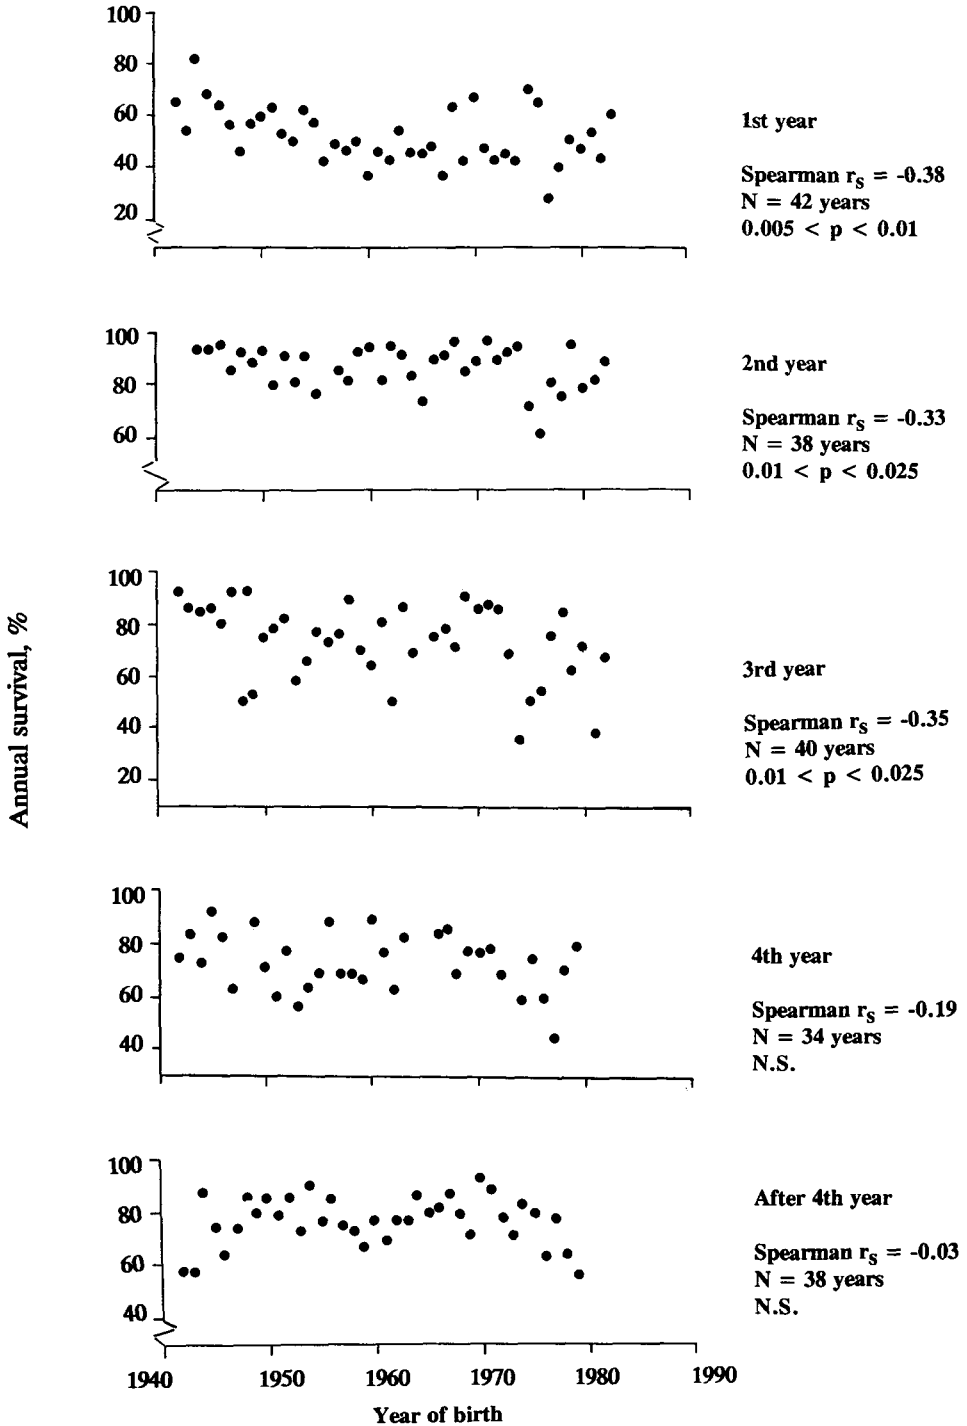 Annual survival, %
100
80
60
40
20
1st year
Spearman rs = -0.38
N = 42 years
0.005 < p < 0.01
100
80
60
2nd year
Spearman rs = -0.33
N = 38 years
0.01 < p < 0.025
100
80
60
40
20
3rd year
Spearman rs = -0.35
N = 40 years
0.01 < p < 0.025
100
80
60
40
4th year
Spearman rs = -0.19
N = 34 years
N.S.
100
80
60
40
After 4th year
Spearman rs = -0.03
N = 38 years
N.S.
1940 1950 1960 1970 1980 1990
Year of birth